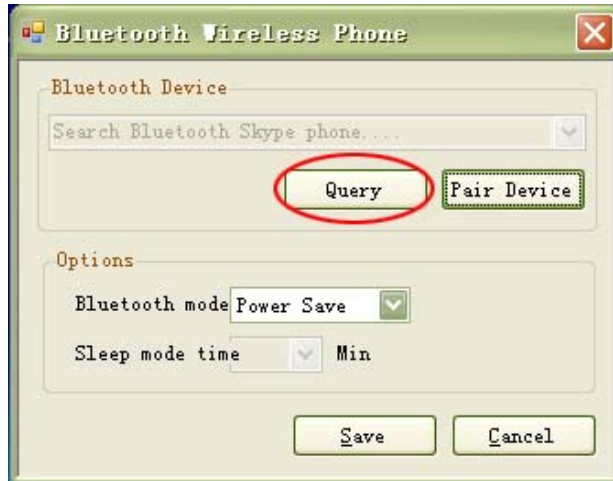 Bluetooth Wireless Phone
Bluetooth Device
Search Bluetooth Skype phone....
Query Pair Device
Options
Bluetooth mode Power Save
Sleep mode time Min
Save Cancel